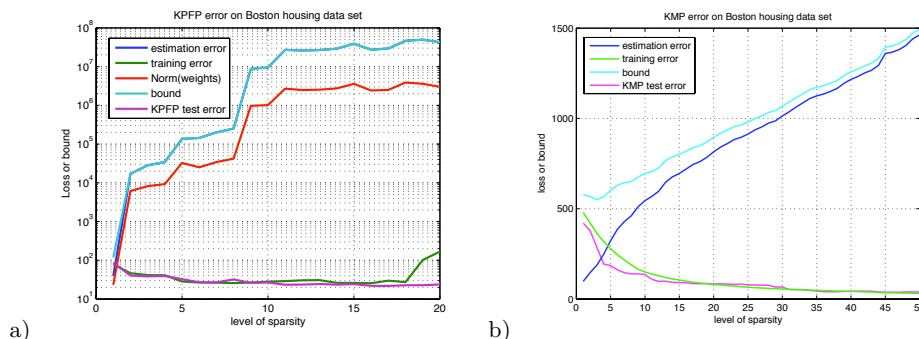 a)
KPFP error on Boston housing data set
Loss or bound
10^8
10^7
10^6
10^5
10^4
10^3
10^2
10^1
estimation error
training error
Norm(weights)
bound
KPFP test error
0 5 10 15 20
level of sparsity
b)
KMP error on Boston housing data set
loss or bound
1500
1000
500
0
estimation error
training error
bound
KMP test error
0 5 10 15 20 25 30 35 40 45 50
level of sparsity